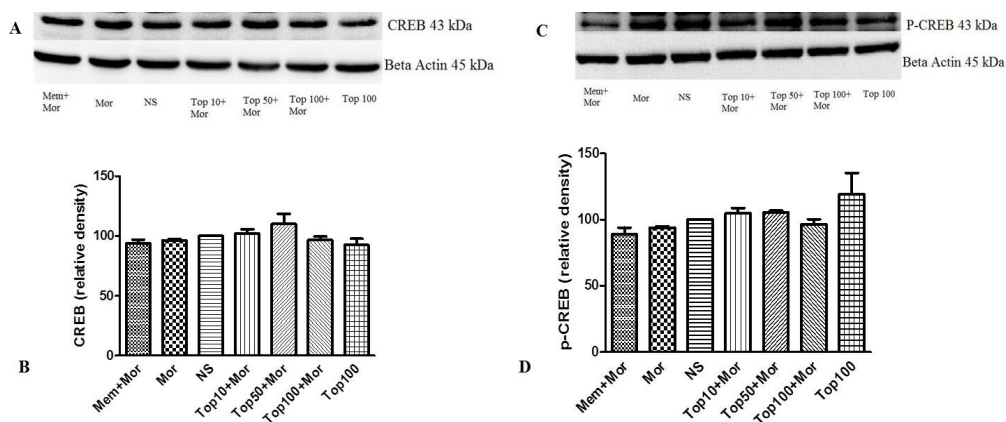 A
CREB 43 kDa
Beta Actin 45 kDa
Mem+
Mor
Mor
NS
Top 10+
Mor
Top 50+
Mor
Top 100+
Mor
Top 100
B
CREB (relative density)
150
100
50
0
Mem+Mor
Mor
NS
Top10+Mor
Top50+Mor
Top100+Mor
Top100
C
P-CREB 43 kDa
Beta Actin 45 kDa
Mem+
Mor
Mor
NS
Top 10+
Mor
Top 50+
Mor
Top 100+
Mor
Top 100
D
p-CREB (relative density)
150
100
50
0
Mem+Mor
Mor
NS
Top10+Mor
Top50+Mor
Top100+Mor
Top100